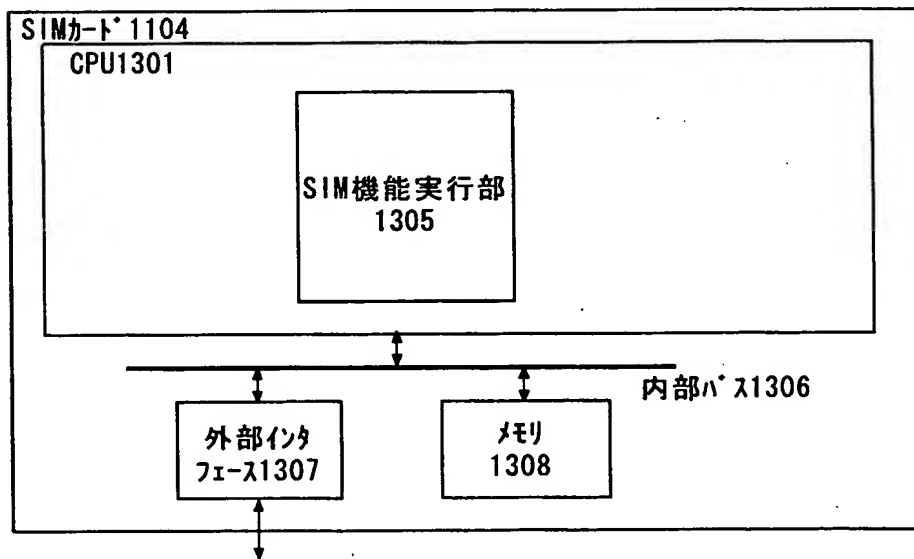 SIMｶｰﾄﾞ1104
CPU1301
SIM機能実行部
1305
内部ﾊﾞｽ1306
外部ｲﾝﾀ
ﾌｪｰｽ1307
ﾒﾓﾘ
1308